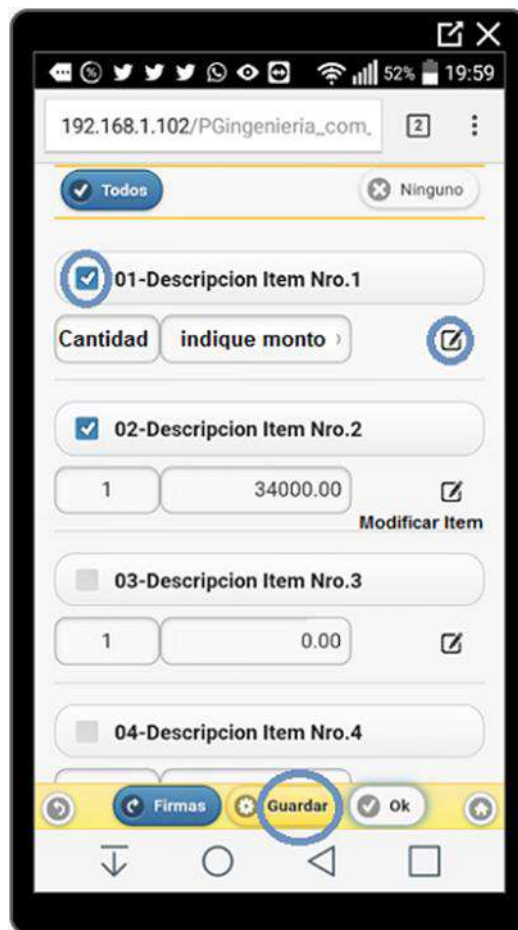 52% 19:59
192.168.1.102/PGingenieria_com_ 2
Todos Ninguno
01-Descripcion Item Nro.1
Cantidad indique monto
02-Descripcion Item Nro.2
1 34000.00
Modificar Item
03-Descripcion Item Nro.3
1 0.00
04-Descripcion Item Nro.4
Firmas Guardar Ok